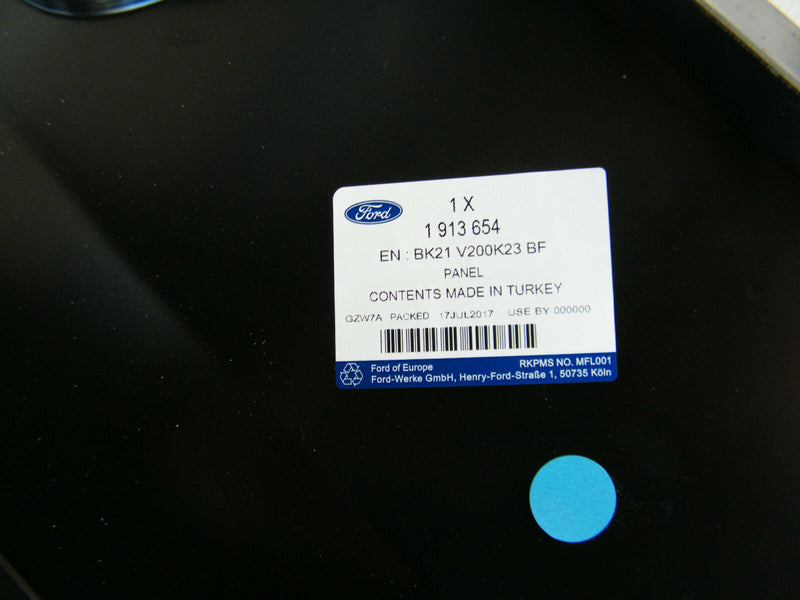 Ford
1 X
1 913 654
EN : BK21 V200K23 BF
PANEL
CONTENTS MADE IN TURKEY
GZW7A PACKED 17JUL2017 USE BY 000000
Ford of Europe RKPMS NO. MFL001
Ford-Werke GmbH, Henry-Ford-Straße 1, 50735 Köln